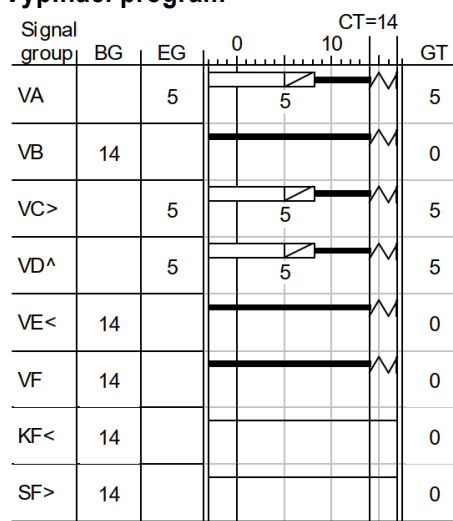 CT=14
Signal group BG EG 0 10 GT
VA 5 5 5
VB 14 0
VC> 5 5 5
VD^ 5 5 5
VE< 14 0
VF 14 0
KF< 14 0
SF> 14 0